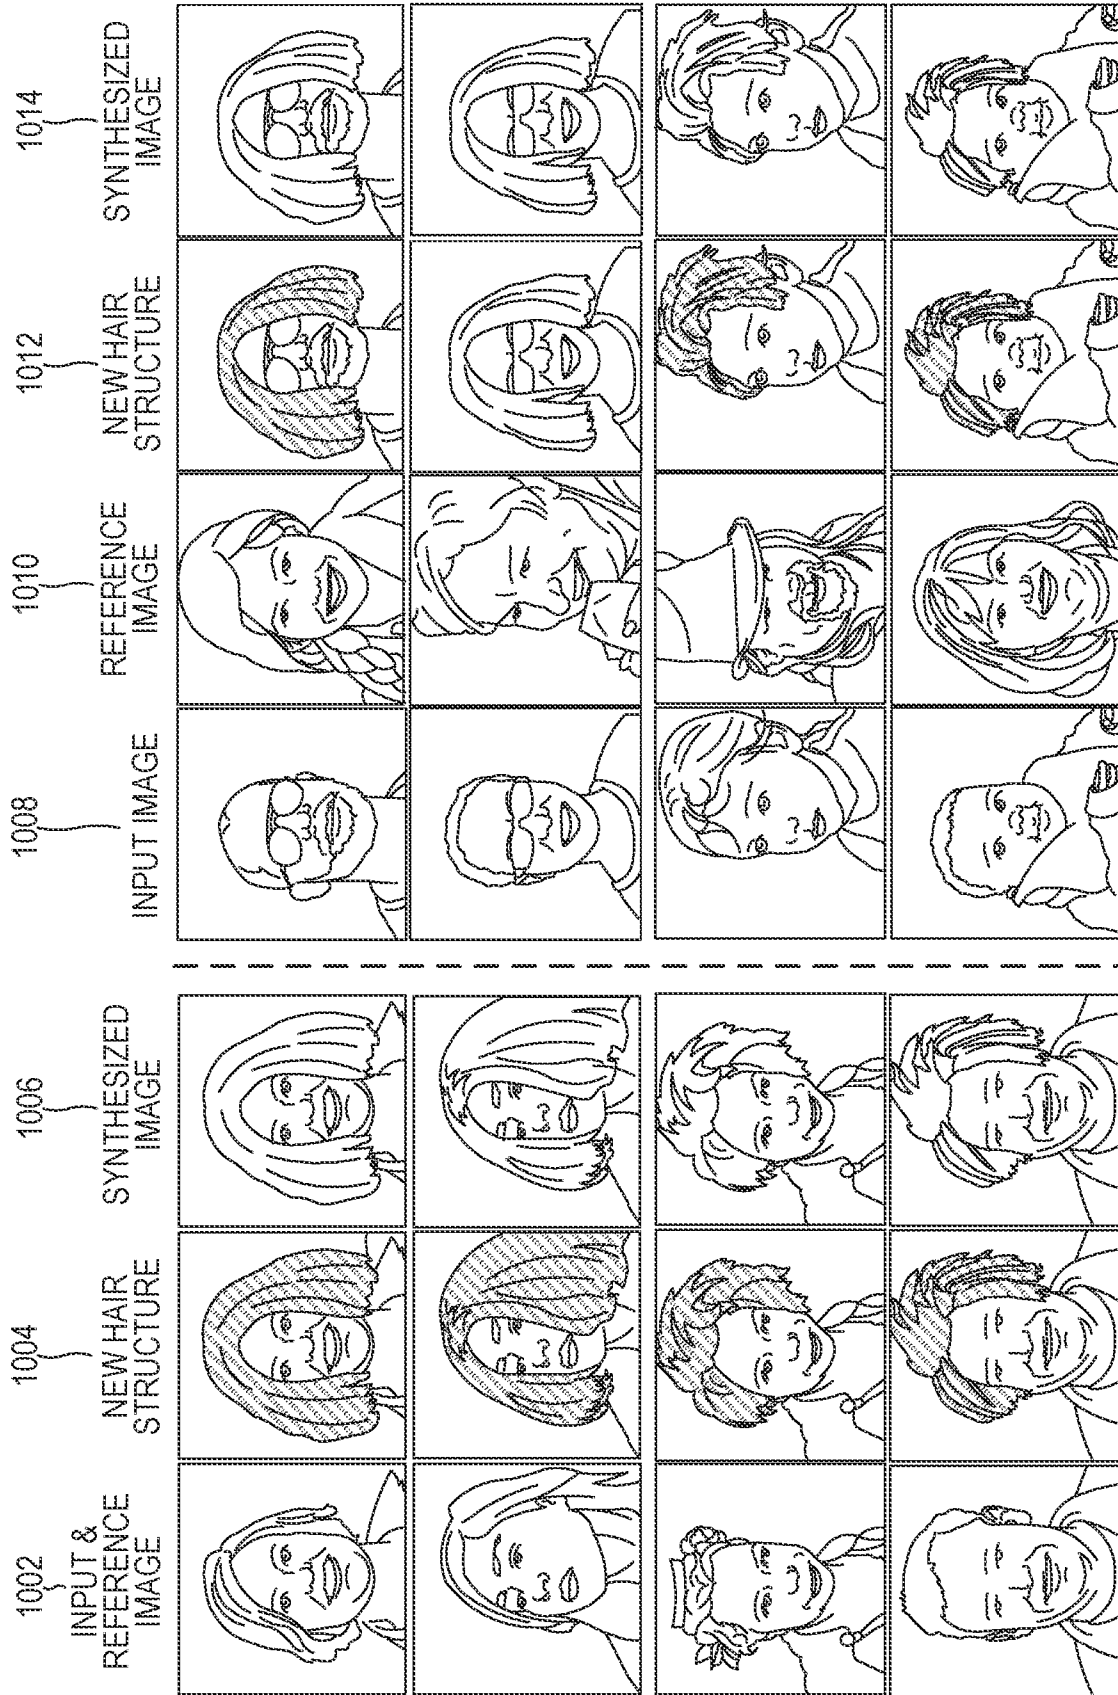 1002
INPUT &
REFERENCE
IMAGE
1004
NEW HAIR
STRUCTURE
1006
SYNTHESIZED
IMAGE
1008
INPUT IMAGE
1010
REFERENCE
IMAGE
1012
NEW HAIR
STRUCTURE
1014
SYNTHESIZED
IMAGE